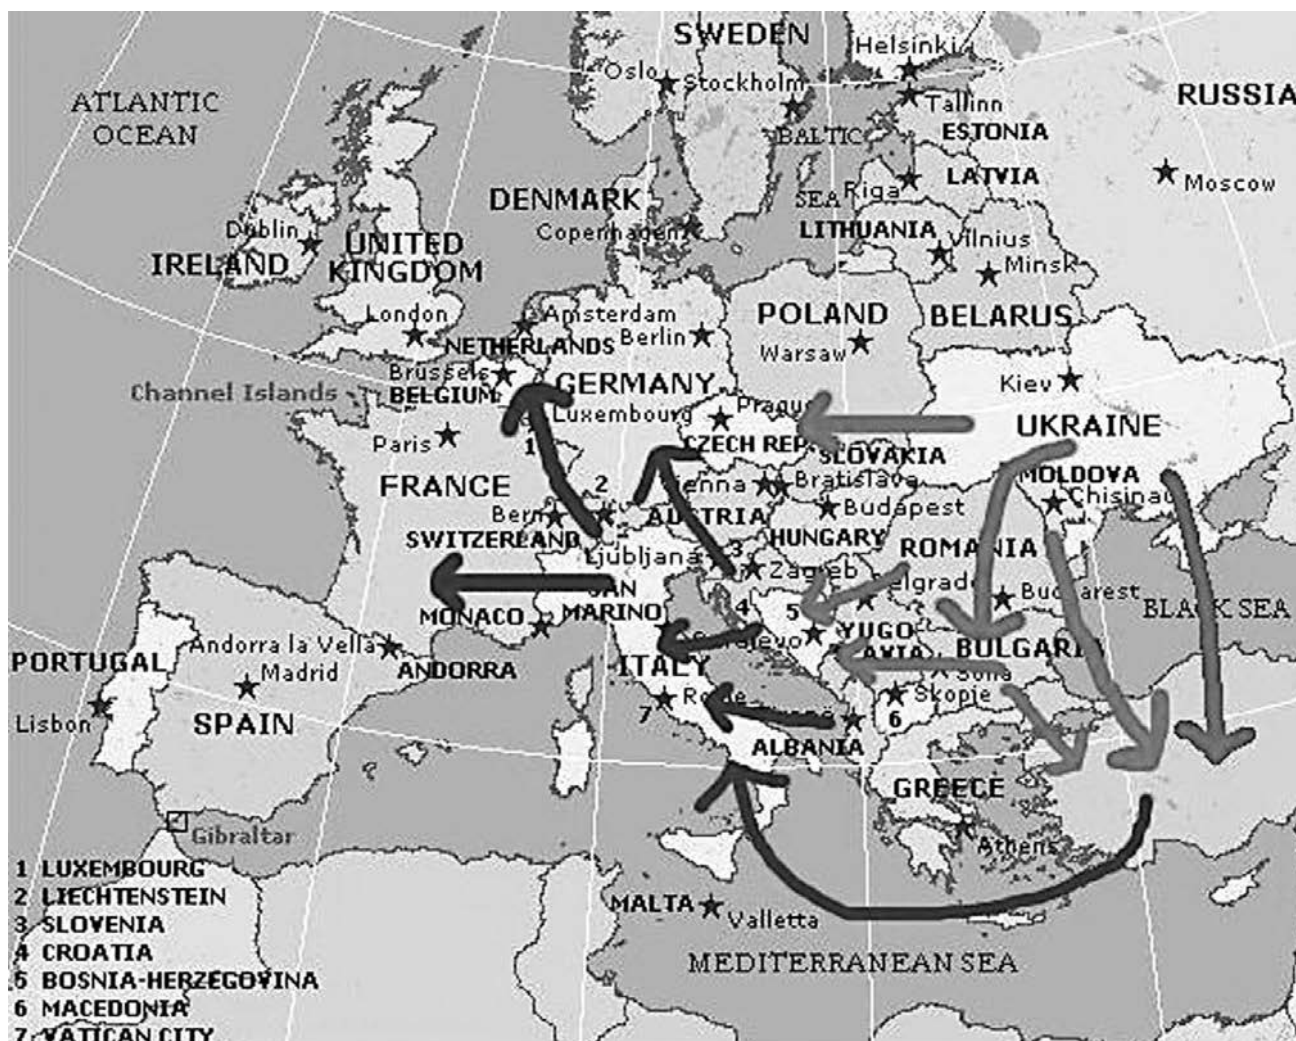 SWEDEN
Helsinki
Oslo
Stockholm
ATLANTIC
OCEAN
RUSSIA
Tallinn
BALTIC
ESTONIA
SEA
Riga
LATVIA
Moscow
DENMARK
Copenhagen
LITHUANIA
Vilnius
Dublin
IRELAND
UNITED
KINGDOM
Minsk
London
Amsterdam
Berlin
POLAND
BELARUS
Warsaw
NETHERLANDS
Brussels
BELGIUM
GERMANY
Kiev
Channel Islands
Luxembourg
UKRAINE
Paris
1
CZECH REP
SLOVAKIA
MOLDOVA
Chisinau
FRANCE
2
Bratislava
Budapest
Bern
AUSTRIA
SWITZERLAND
HUNGARY
ROMANIA
Ljubljana
3
Zagreb
Bucharest
BLACK SEA
MONACO
MARINO
4
5
YUGO
Andorra la Vella
ANDORRA
PORTUGAL
Madrid
ITALY
Lisbon
SPAIN
7
Skopje
6
ALBANIA
GREECE
Gibraltar
Athens
1 LUXEMBOURG
2 LIECHTENSTEIN
3 SLOVENIA
4 CROATIA
5 BOSNIA-HERZEGOVINA
6 MACEDONIA
7 VATICAN CITY
MALTA
Valletta
MEDITERRANEAN SEA